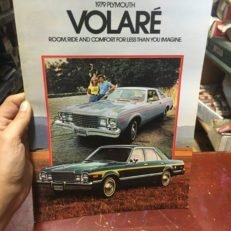 1979 PLYMOUTH
VOLARÉ
ROOM, RIDE AND COMFORT FOR LESS THAN YOU IMAGINE.